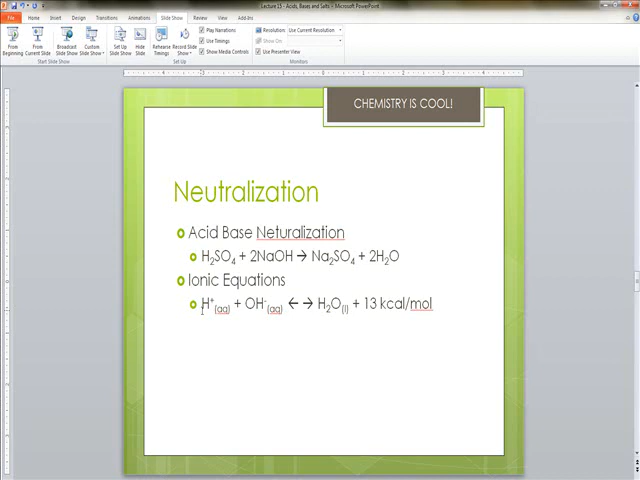 Lecture 15 - Acids, Bases and Salts - Microsoft PowerPoint
File Home Insert Design Transitions Animations Slide Show Review View Add-Ins
From Beginning
From Current Slide
Broadcast Slide Show
Custom Slide Show
Set Up Slide Show
Hide Slide
Rehearse Timings
Record Slide Show
Play Narrations
Use Timings
Show Media Controls
Resolution: Use Current Resolution
Show On:
Use Presenter View
Start Slide Show
Set Up
Monitors
CHEMISTRY IS COOL!
Neutralization
Acid Base Neturalization
H₂SO₄ + 2NaOH → Na₂SO₄ + 2H₂O
Ionic Equations
H⁺(aq) + OH⁻(aq) ← → H₂O(l) + 13 kcal/mol